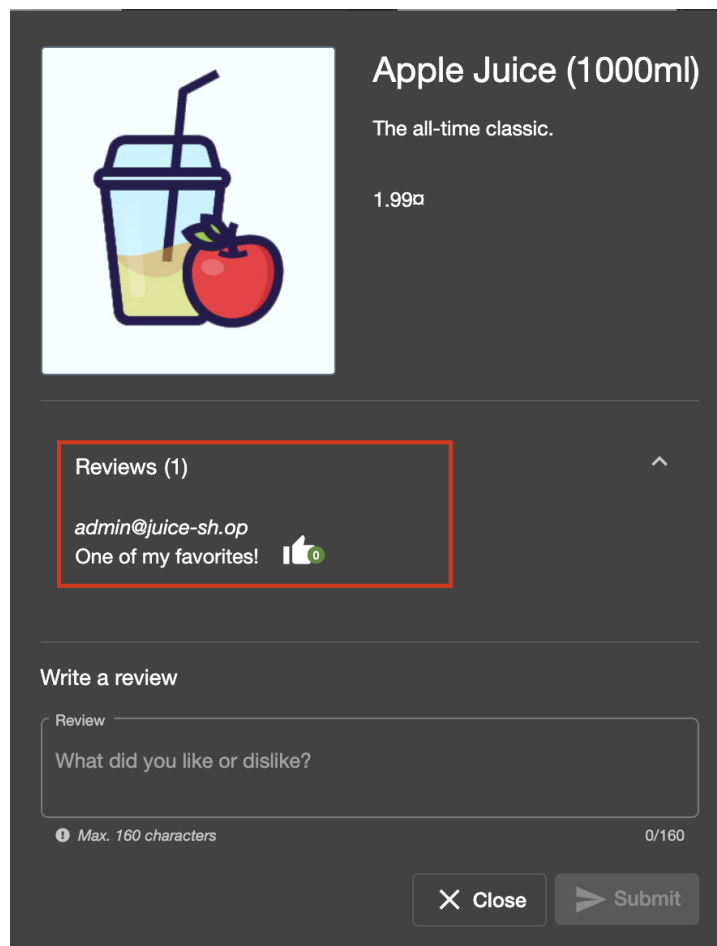 Apple Juice (1000ml)
The all-time classic.
1.99¤
Reviews (1)
admin@juice-sh.op
One of my favorites! 0
Write a review
Review
What did you like or dislike?
Max. 160 characters 0/160
Close Submit